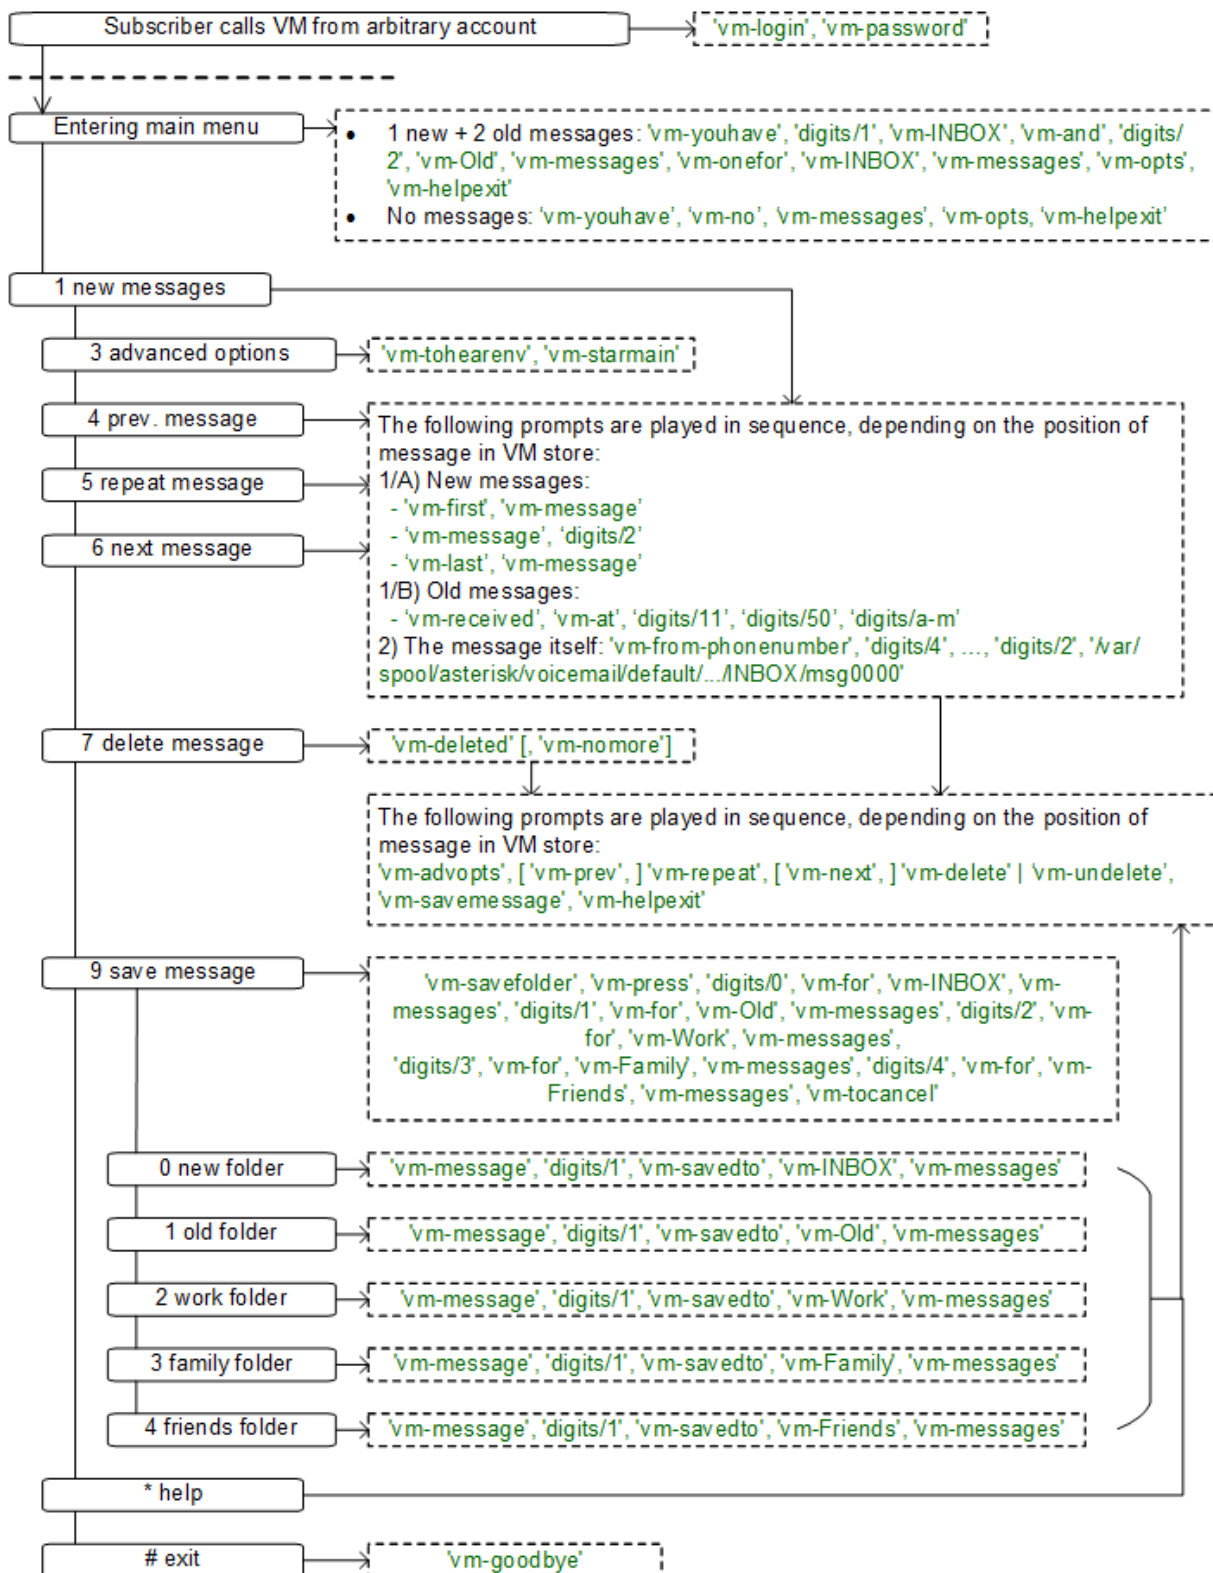 Subscriber calls VM from arbitrary account
'vm-login', 'vm-password'
Entering main menu
• 1 new + 2 old messages: 'vm-youhave', 'digits/1', 'vm-INBOX', 'vm-and', 'digits/
2', 'vm-Old', 'vm-messages', 'vm-onefor', 'vm-INBOX', 'vm-messages', 'vm-opts',
'vm-helpexit'
• No messages: 'vm-youhave', 'vm-no', 'vm-messages', 'vm-opts, 'vm-helpexit'
1 new messages
3 advanced options
'vm-tohearenv', 'vm-starmain'
4 prev. message
5 repeat message
6 next message
The following prompts are played in sequence, depending on the position of
message in VM store:
1/A) New messages:
- 'vm-first', 'vm-message'
- 'vm-message', 'digits/2'
- 'vm-last', 'vm-message'
1/B) Old messages:
- 'vm-received', 'vm-at', 'digits/11', 'digits/50', 'digits/a-m'
2) The message itself: 'vm-from-phonenumber', 'digits/4', ..., 'digits/2', '/var/
spool/asterisk/voicemail/default/.../INBOX/msg0000'
7 delete message
'vm-deleted' [, 'vm-nomore']
The following prompts are played in sequence, depending on the position of
message in VM store:
'vm-advopts', [ 'vm-prev', ] 'vm-repeat', [ 'vm-next', ] 'vm-delete' | 'vm-undelete',
'vm-savemessage', 'vm-helpexit'
9 save message
'vm-savefolder', 'vm-press', 'digits/0', 'vm-for', 'vm-INBOX', 'vm-
messages', 'digits/1', 'vm-for', 'vm-Old', 'vm-messages', 'digits/2', 'vm-
for', 'vm-Work', 'vm-messages',
'digits/3', 'vm-for', 'vm-Family', 'vm-messages', 'digits/4', 'vm-for', 'vm-
Friends', 'vm-messages', 'vm-tocancel'
0 new folder
'vm-message', 'digits/1', 'vm-savedto', 'vm-INBOX', 'vm-messages'
1 old folder
'vm-message', 'digits/1', 'vm-savedto', 'vm-Old', 'vm-messages'
2 work folder
'vm-message', 'digits/1', 'vm-savedto', 'vm-Work', 'vm-messages'
3 family folder
'vm-message', 'digits/1', 'vm-savedto', 'vm-Family', 'vm-messages'
4 friends folder
'vm-message', 'digits/1', 'vm-savedto', 'vm-Friends', 'vm-messages'
* help
# exit
'vm-goodbye'